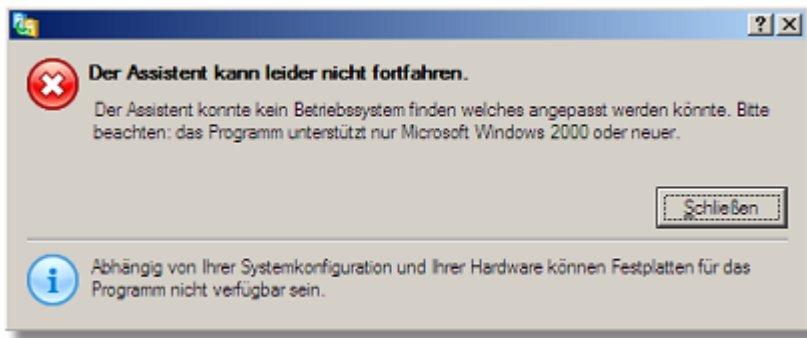 Der Assistent kann leider nicht fortfahren.
Der Assistent konnte kein Betriebssystem finden welches angepasst werden könnte. Bitte
beachten: das Programm unterstützt nur Microsoft Windows 2000 oder neuer.
Schließen
Abhängig von Ihrer Systemkonfiguration und Ihrer Hardware können Festplatten für das
Programm nicht verfügbar sein.